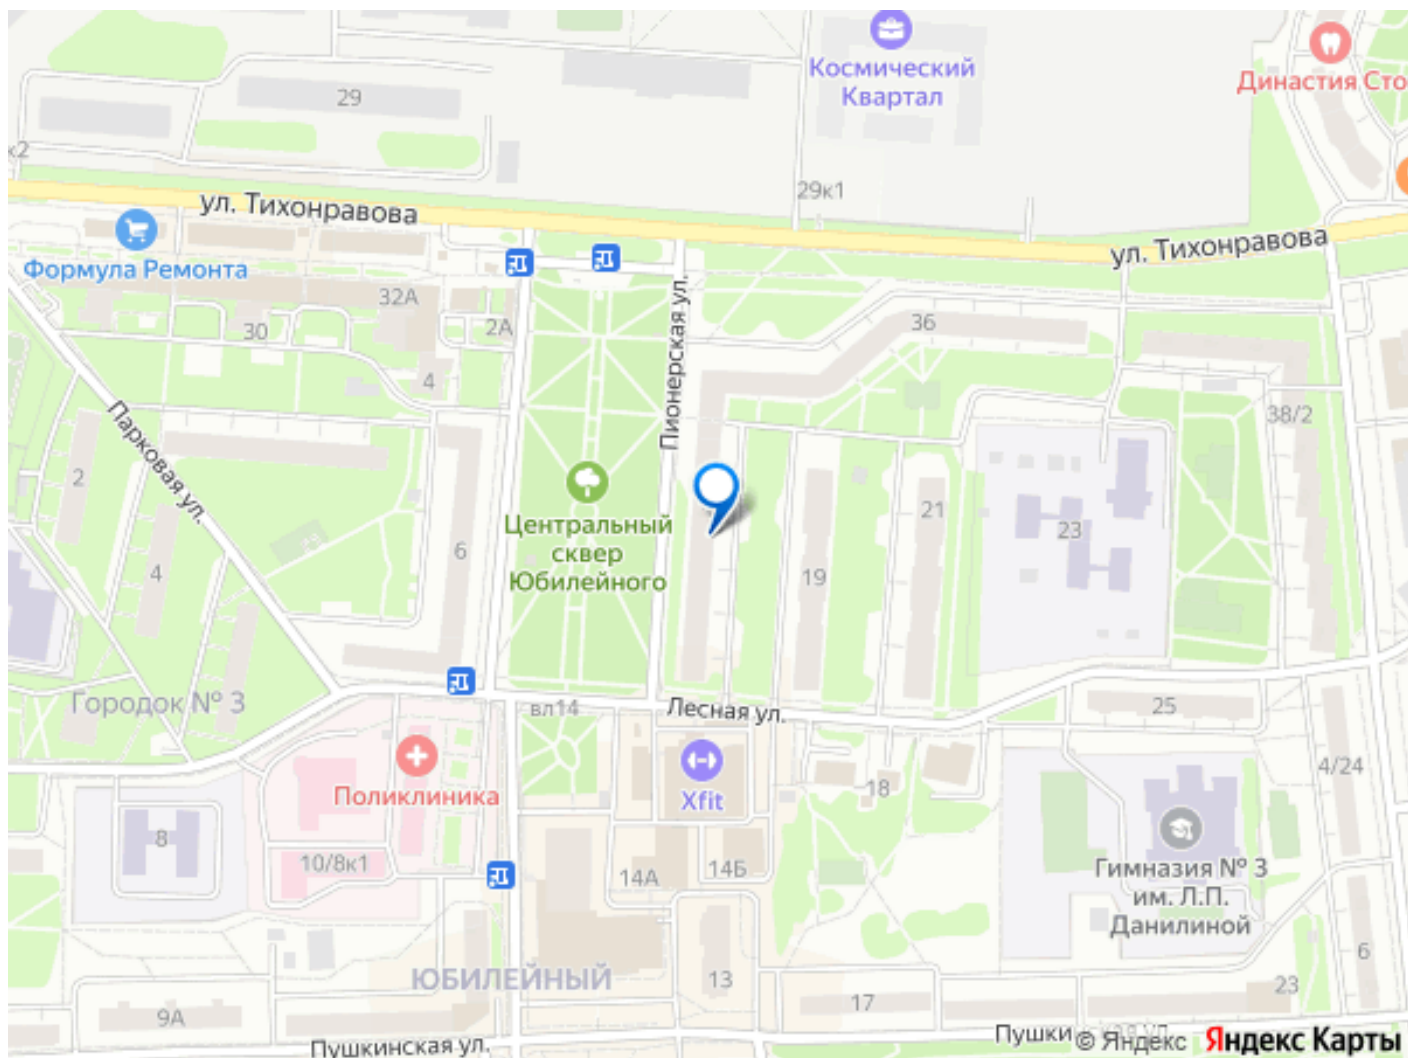 Космический
Квартал
Династия Сто
29
к2
29к1
ул. Тихонравова
ул. Тихонравова
Формула Ремонта
32А
30
2А
4
36
Пионерская ул.
38/2
Парковая ул.
2
6
4
Центральный
сквер
Юбилейного
19
21
23
Городок № 3
вл14
Лесная ул.
25
Поликлиника
Xfit
18
4/24
8
10/8к1
14А
14Б
Гимназия № 3
им. Л.П.
Данилиной
ЮБИЛЕЙНЫЙ
13
17
23
6
9А
Пушкинская ул.
Пушки
© Яндекс Яндекс Карты